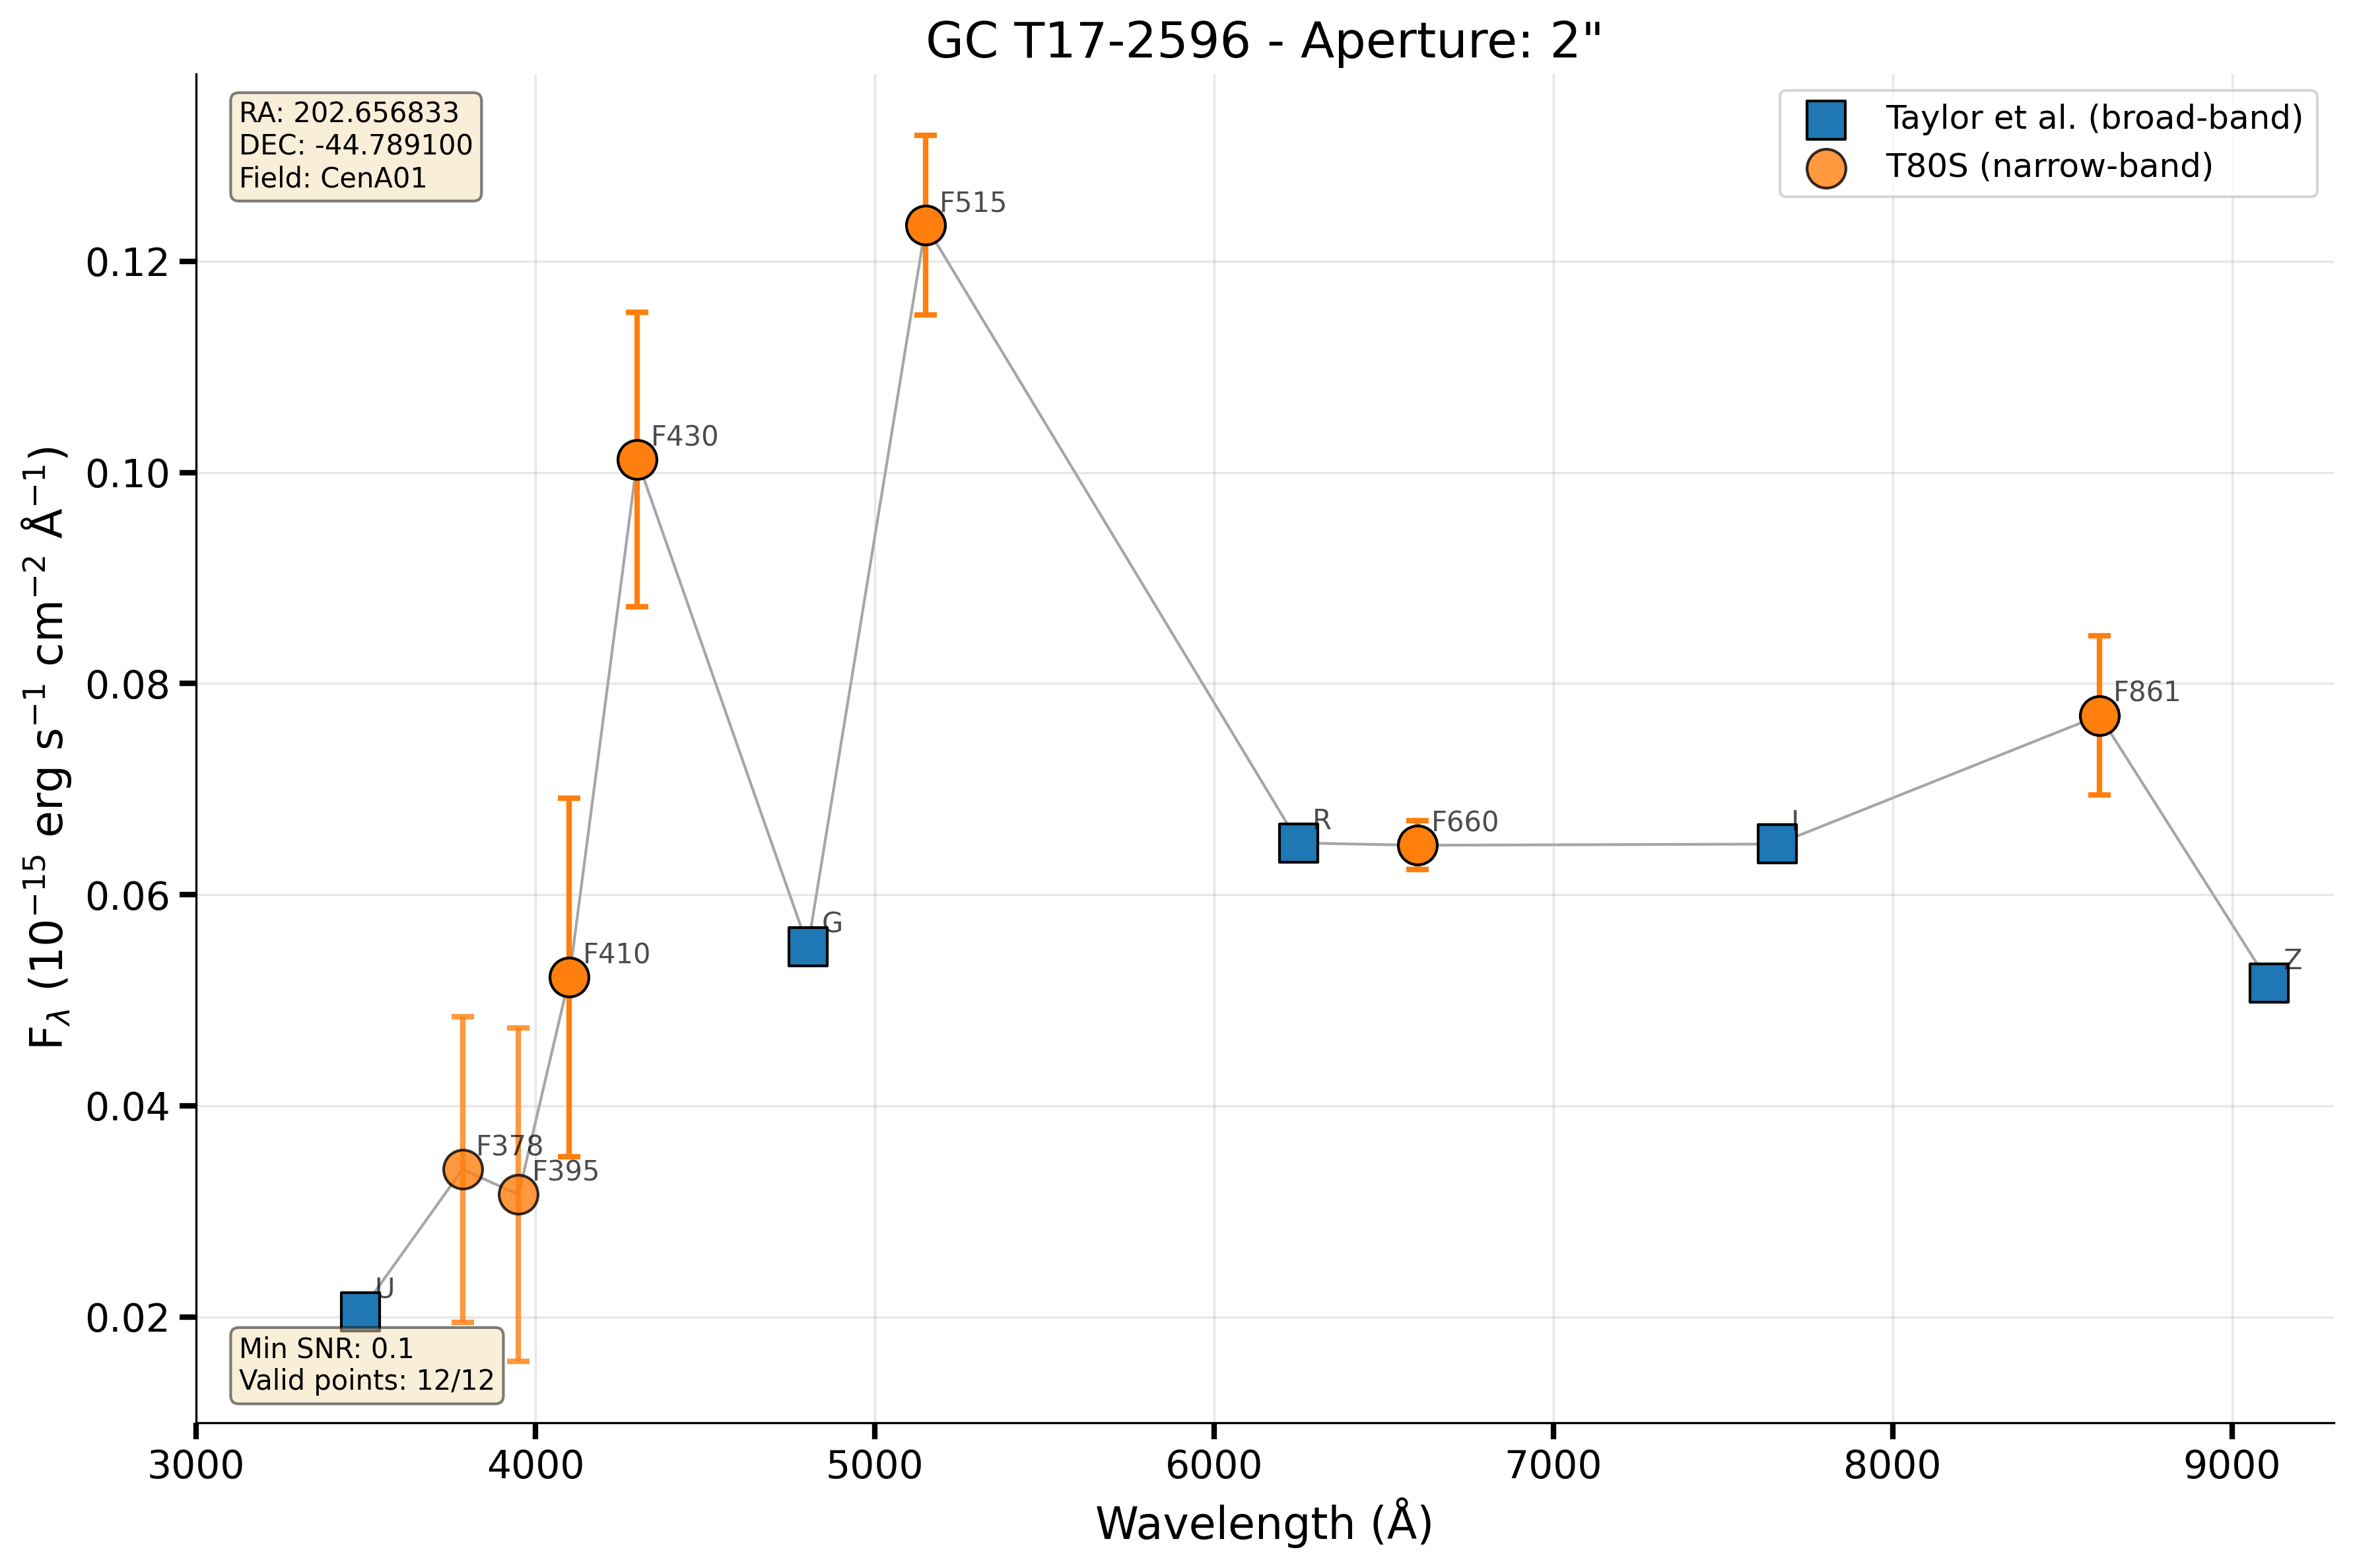 GC T17-2596 - Aperture: 2"
RA: 202.656833
DEC: -44.789100
Field: CenA01
Taylor et al. (broad-band)
T80S (narrow-band)
F515
F430
F861
R
F660
I
G
F410
Z
F378
F395
U
Min SNR: 0.1
Valid points: 12/12
0.12
0.10
0.08
0.06
0.04
0.02
F$_{λ}$ (10$^{−15}$ erg s$^{−1}$ cm$^{−2}$ Å$^{−1}$)
3000 4000 5000 6000 7000 8000 9000
Wavelength (Å)